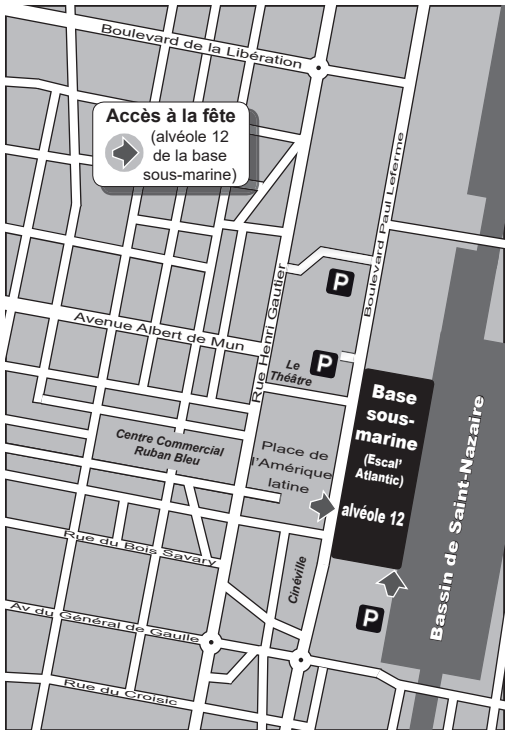 Boulevard de la Libération
Accès à la fête
(alvéole 12
de la base
sous-marine)
Boulevard Paul Leferme
Rue Henri Gautier
P
Avenue Albert de Mun
Le
Théâtre
P
Base
sous-
marine
(Escal'
Atlantic)
alvéole 12
Bassin de Saint-Nazaire
Centre Commercial
Ruban Bleu
Place de
l'Amérique
latine
Rue du Bois Savary
Cinéville
P
Av du Général de Gaulle
Rue du Croisic